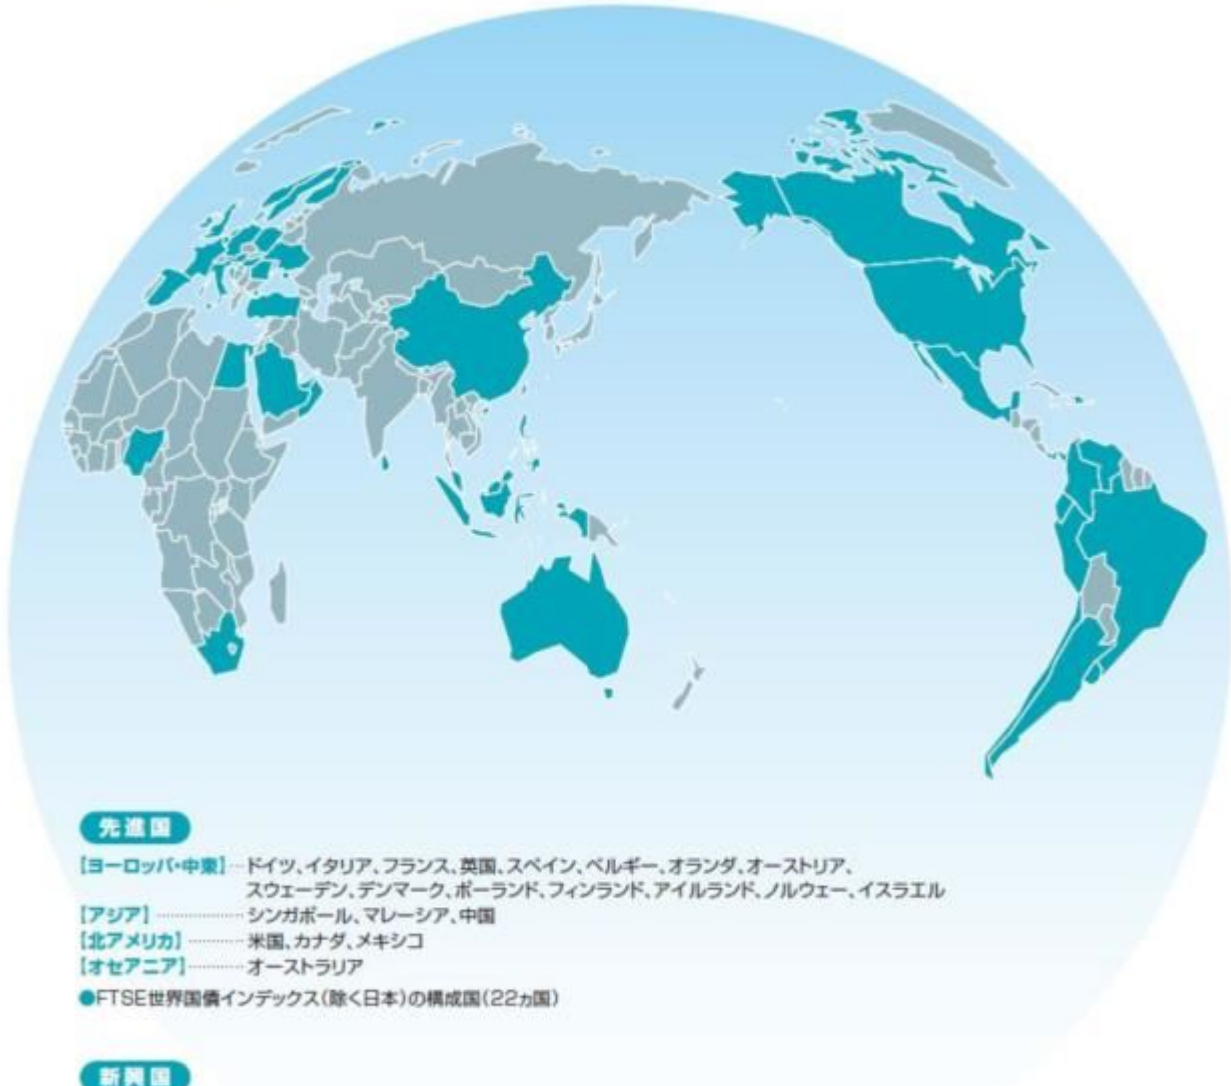 先進国
【ヨーロッパ・中東】…ドイツ、イタリア、フランス、英国、スペイン、ベルギー、オランダ、オーストリア、
スウェーデン、デンマーク、ポーランド、フィンランド、アイルランド、ノルウェー、イスラエル
【アジア】………………シンガポール、マレーシア、中国
【北アメリカ】…………米国、カナダ、メキシコ
【オセアニア】…………オーストラリア
●FTSE世界国債インデックス(除く日本)の構成国(22ヵ国)
新興国